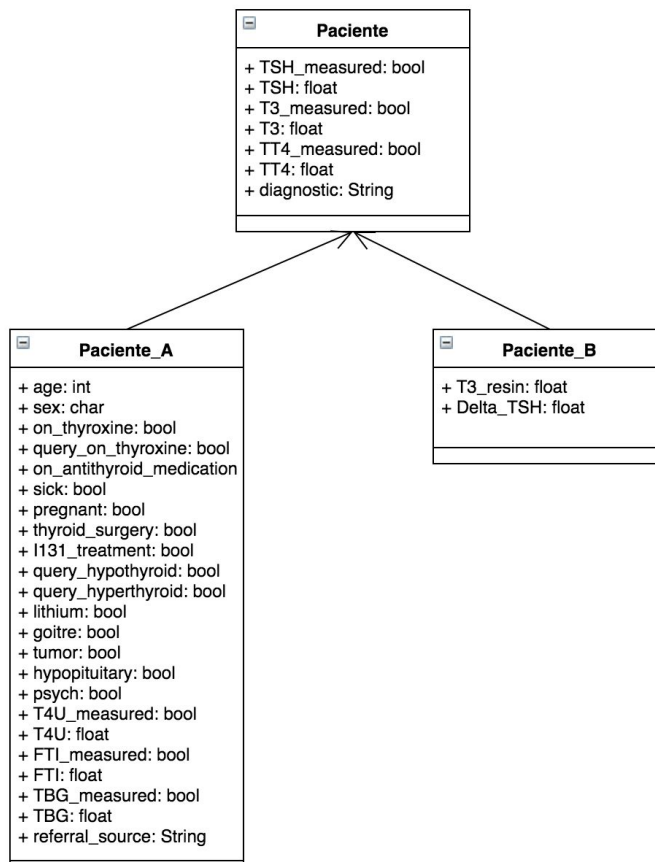 Paciente
+ TSH_measured: bool
+ TSH: float
+ T3_measured: bool
+ T3: float
+ TT4_measured: bool
+ TT4: float
+ diagnostic: String
Paciente_A
+ age: int
+ sex: char
+ on_thyroxine: bool
+ query_on_thyroxine: bool
+ on_antithyroid_medication
+ sick: bool
+ pregnant: bool
+ thyroid_surgery: bool
+ I131_treatment: bool
+ query_hypothyroid: bool
+ query_hyperthyroid: bool
+ lithium: bool
+ goitre: bool
+ tumor: bool
+ hypopituitary: bool
+ psych: bool
+ T4U_measured: bool
+ T4U: float
+ FTI_measured: bool
+ FTI: float
+ TBG_measured: bool
+ TBG: float
+ referral_source: String
Paciente_B
+ T3_resin: float
+ Delta_TSH: float